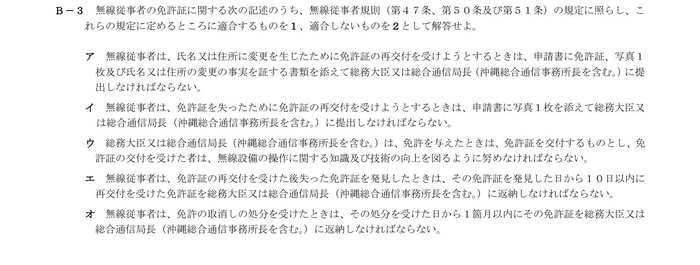 B－3 無線従事者の免許証に関する次の記述のうち、無線従事者規則（第４７条、第５０条及び第５１条）の規定に照らし、こ
れらの規定に定めるところに適合するものを1、適合しないものを2として解答せよ。
ア 無線従事者は、氏名又は住所に変更を生じたために免許証の再交付を受けようとするときは、申請書に免許証、写真１
枚及び氏名又は住所の変更の事実を証する書類を添えて総務大臣又は総合通信局長（沖縄総合通信事務所長を含む。）に提
出しなければならない。
イ 無線従事者は、免許証を失ったために免許証の再交付を受けようとするときは、申請書に写真１枚を添えて総務大臣又
は総合通信局長（沖縄総合通信事務所長を含む。）に提出しなければならない。
ウ 総務大臣又は総合通信局長（沖縄総合通信事務所長を含む。）は、免許を与えたときは、免許証を交付するものとし、免
許証の交付を受けた者は、無線設備の操作に関する知識及び技術の向上を図るように努めなければならない。
エ 無線従事者は、免許証の再交付を受けた後失った免許証を発見したときは、その免許証を発見した日から１０日以内に
再交付を受けた免許証を総務大臣又は総合通信局長（沖縄総合通信事務所長を含む。）に返納しなければならない。
オ 無線従事者は、免許の取消しの処分を受けたときは、その処分を受けた日から１箇月以内にその免許証を総務大臣又は
総合通信局長（沖縄総合通信事務所長を含む。）に返納しなければならない。